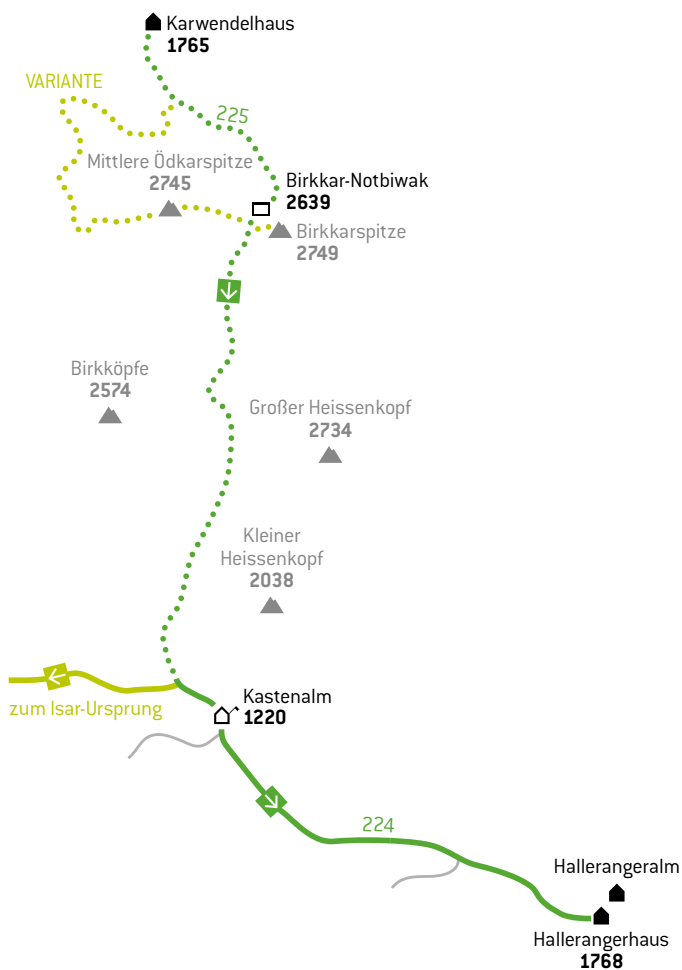 Karwendelhaus
1765
VARIANTE
225
Mittlere Ödkarspitze
2745
Birkkar-Notbiwak
2639
Birkkarspitze
2749
Birkköpfe
2574
Großer Heissenkopf
2734
Kleiner
Heissenkopf
2038
zum Isar-Ursprung
Kastenalm
1220
224
Hallerangeralm
Hallerangerhaus
1768